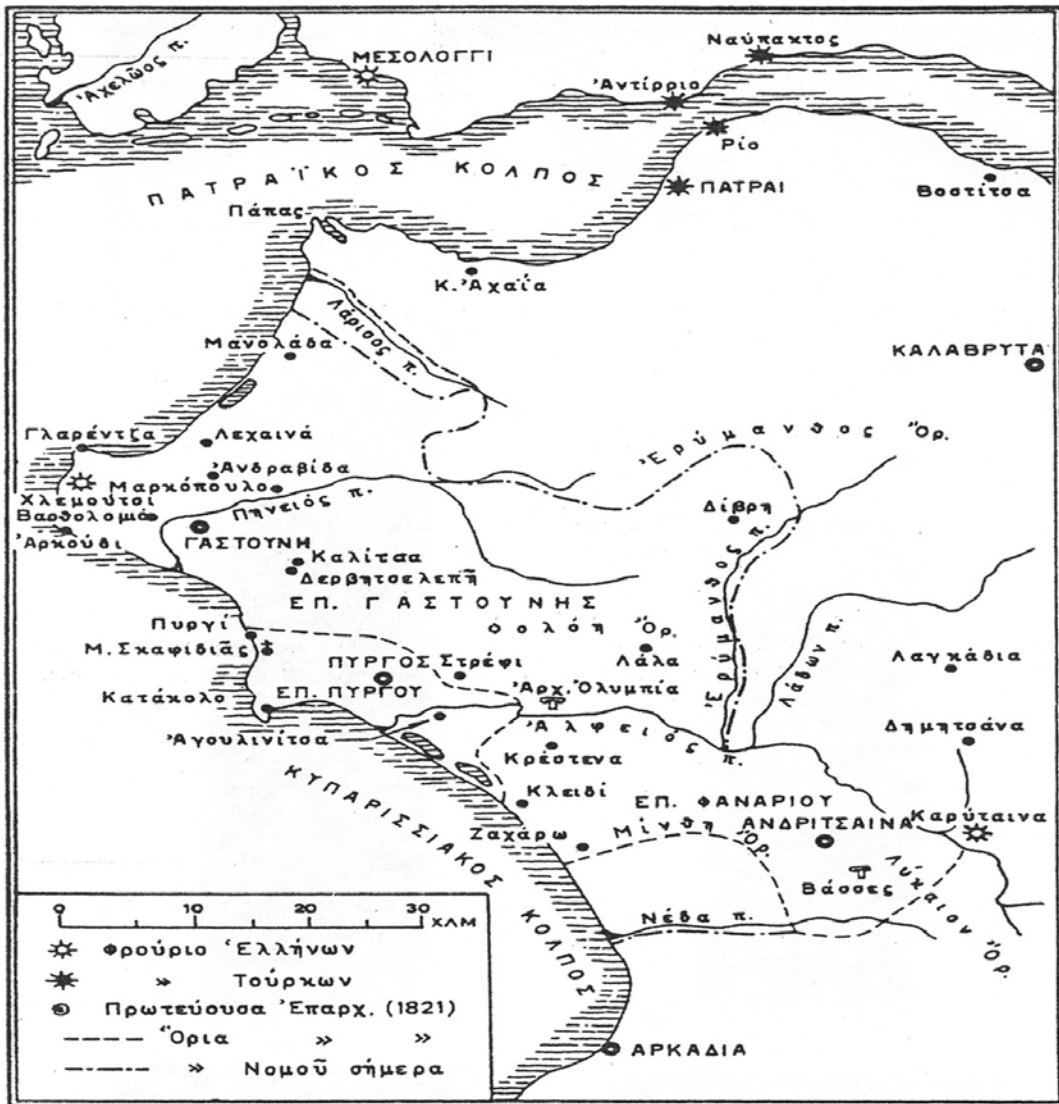 Ναύπακτος
ΜΕΣΟΛΟΓΓΙ
Ἀχελῶος π.
Ἀντίρριο
Ρίο
ΠΑΤΡΑΪΚΟΣ ΚΟΛΠΟΣ
ΠΑΤΡΑΙ
Βοστίτσα
Πάπας
Κ. Ἀχαΐα
Λάρισος π.
Μανολάδα
ΚΑΛΑΒΡΥΤΑ
Γλαρέντζα
Λεχαινά
Ἐρύμανθος Ὄρ.
Ἀνδραβίδα
Μαρκόπουλο
Χλεμούτσι
Βαρθολομιό
Πηνειός π.
Δίβρη
Ἀρκούδι
ΓΑΣΤΟΥΝΗ
Καλίτσα
Δερβητσελεπῆ
Ἐρύμανθος π.
ΕΠ. ΓΑΣΤΟΥΝΗΣ
Φολόη Ὄρ.
Λάδων π.
Πυργί
Μ. Σκαφιδιᾶς
ΠΥΡΓΟΣ
Στρέφι
Λάλα
Λαγκάδια
Κατάκολο
ΕΠ. ΠΥΡΓΟΥ
Ἀρχ. Ὀλυμπία
Δημητσάνα
Ἀγουλινίτσα
Ἀλφειός π.
Κρέστενα
ΚΥΠΑΡΙΣΣΙΑΚΟΣ ΚΟΛΠΟΣ
Κλειδί
ΕΠ. ΦΑΝΑΡΙΟΥ
Καρύταινα
Ζαχάρω
Μίνθη Ὄρ.
ΑΝΔΡΙΤΣΑΙΝΑ
Βάσσες
Λύκαιον Ὄρ.
Νέδα π.
ΑΡΚΑΔΙΑ
0 10 20 30 ΧΛΜ
Φρούριο Ἑλλήνων
» Τούρκων
Πρωτεύουσα Ἐπαρχ. (1821)
Ὅρια » »
» Νομοῦ σήμερα